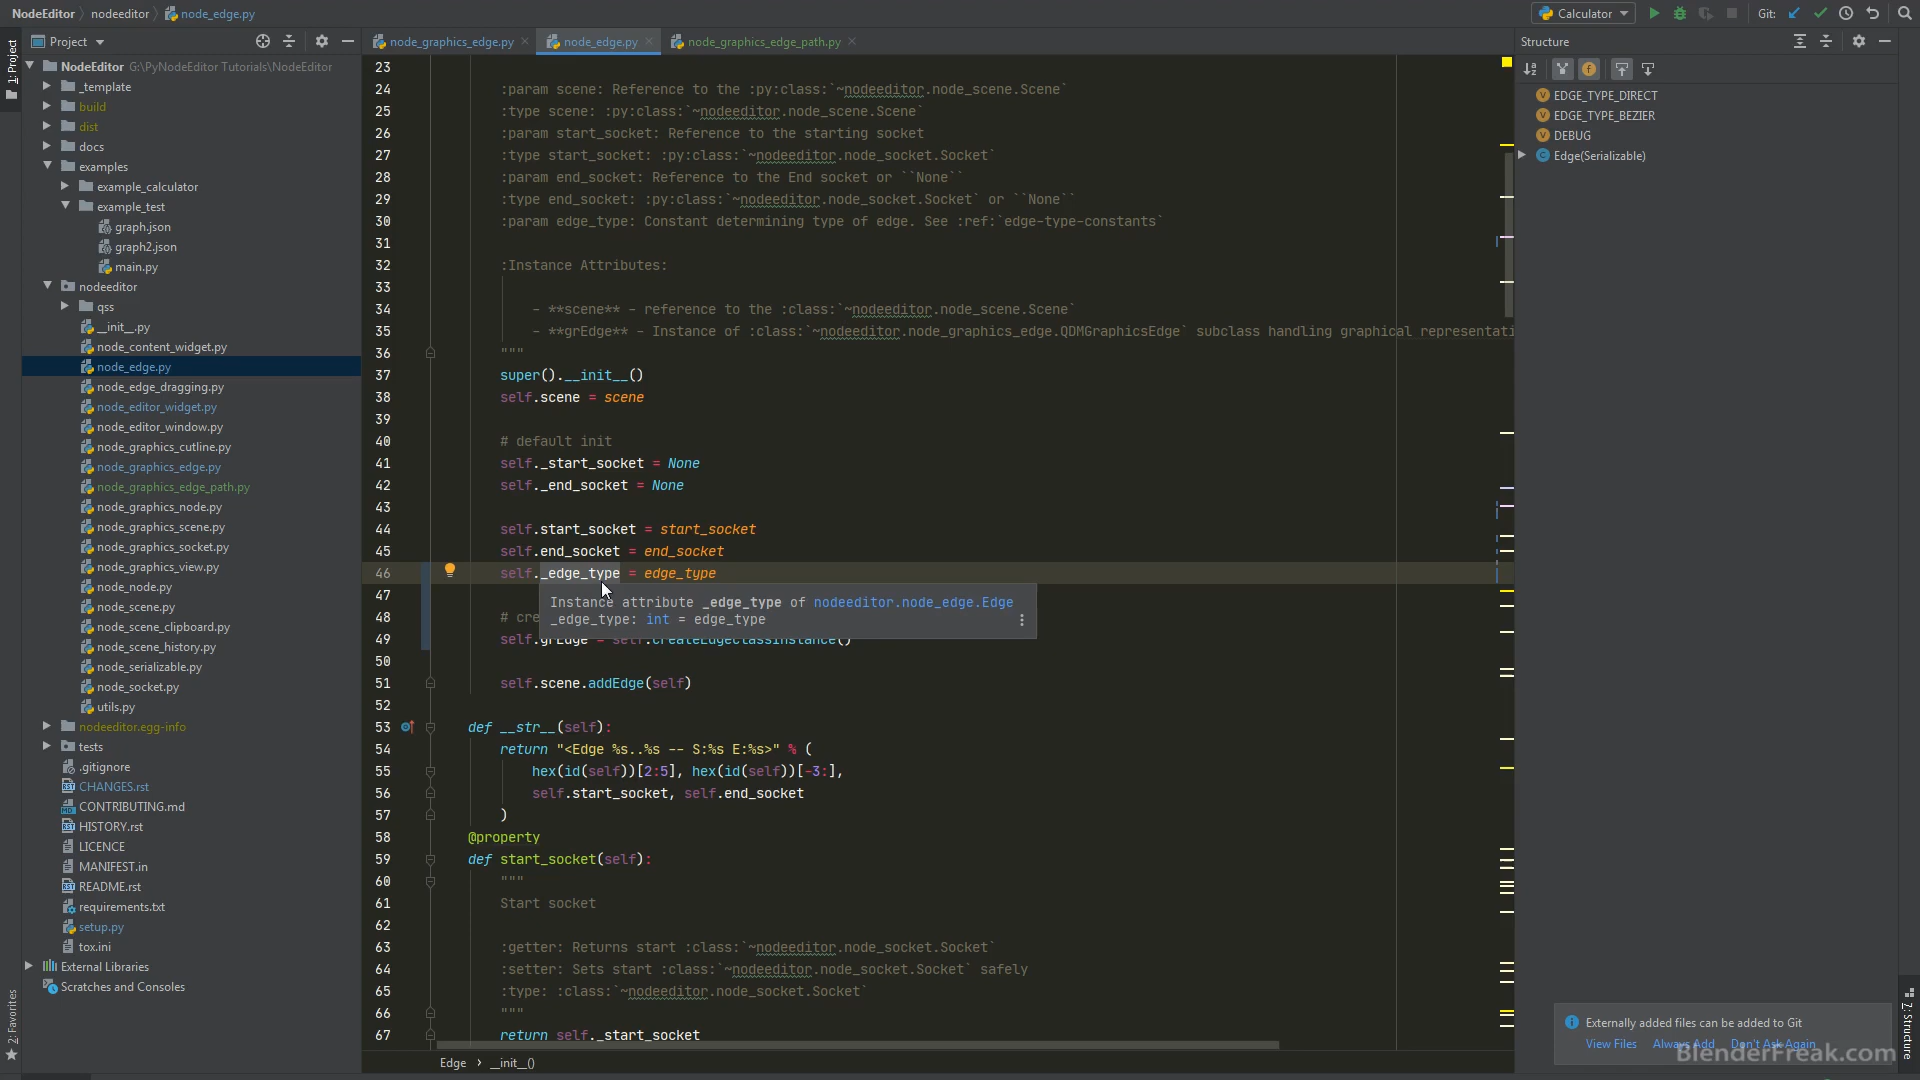 NodeEditor nodeeditor node_edge.py
Calculator Git:
Project
node_graphics_edge.py node_edge.py node_graphics_edge_path.py
Structure
1: Project
NodeEditor G:\PyNodeEditor Tutorials\NodeEditor
_template
build
dist
docs
examples
example_calculator
example_test
graph.json
graph2.json
main.py
nodeeditor
qss
__init__.py
node_content_widget.py
node_edge.py
node_edge_dragging.py
node_editor_widget.py
node_editor_window.py
node_graphics_cutline.py
node_graphics_edge.py
node_graphics_edge_path.py
node_graphics_node.py
node_graphics_scene.py
node_graphics_socket.py
node_graphics_view.py
node_node.py
node_scene.py
node_scene_clipboard.py
node_scene_history.py
node_serializable.py
node_socket.py
utils.py
nodeeditor.egg-info
tests
.gitignore
CHANGES.rst
CONTRIBUTING.md
HISTORY.rst
LICENCE
MANIFEST.in
README.rst
requirements.txt
setup.py
tox.ini
External Libraries
Scratches and Consoles
2: Favorites
23
24 :param scene: Reference to the :py:class:`~nodeeditor.node_scene.Scene`
25 :type scene: :py:class:`~nodeeditor.node_scene.Scene`
26 :param start_socket: Reference to the starting socket
27 :type start_socket: :py:class:`~nodeeditor.node_socket.Socket`
28 :param end_socket: Reference to the End socket or ``None``
29 :type end_socket: :py:class:`~nodeeditor.node_socket.Socket` or ``None``
30 :param edge_type: Constant determining type of edge. See :ref:`edge-type-constants`
31
32 :Instance Attributes:
33
34 - **scene** - reference to the :class:`~nodeeditor.node_scene.Scene`
35 - **grEdge** - Instance of :class:`~nodeeditor.node_graphics_edge.QDMGraphicsEdge` subclass handling graphical representati
36 """
37 super().__init__()
38 self.scene = scene
39
40 # default init
41 self._start_socket = None
42 self._end_socket = None
43
44 self.start_socket = start_socket
45 self.end_socket = end_socket
46 self._edge_type = edge_type
47
Instance attribute _edge_type of nodeeditor.node_edge.Edge
_edge_type: int = edge_type
48 # cre
49 self.grEdge = self.createEdgeClassInstance()
50
51 self.scene.addEdge(self)
52
53 def __str__(self):
54 return "<Edge %s..%s -- S:%s E:%s>" % (
55 hex(id(self))[2:5], hex(id(self))[-3:],
56 self.start_socket, self.end_socket
57 )
58 @property
59 def start_socket(self):
60 """
61 Start socket
62
63 :getter: Returns start :class:`~nodeeditor.node_socket.Socket`
64 :setter: Sets start :class:`~nodeeditor.node_socket.Socket` safely
65 :type: :class:`~nodeeditor.node_socket.Socket`
66 """
67 return self._start_socket
Edge › __init__()
EDGE_TYPE_DIRECT
EDGE_TYPE_BEZIER
DEBUG
Edge(Serializable)
7: Structure
Externally added files can be added to Git
View Files Always Add Don't Ask Again
BlenderFreak.com